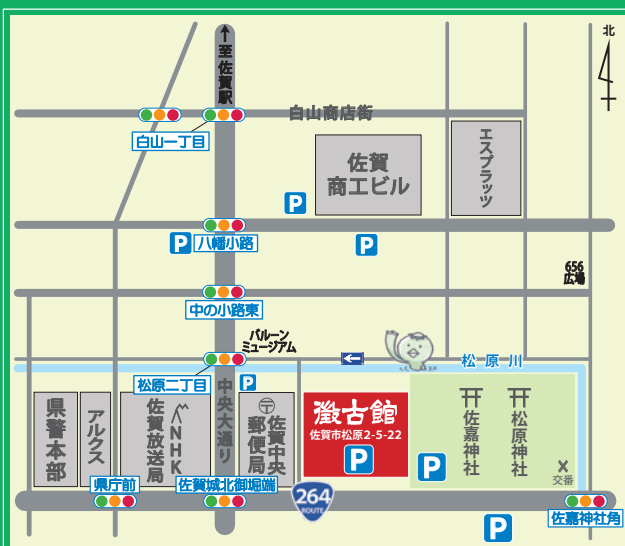 北
↑至佐賀駅
白山商店街
白山一丁目
佐賀
商工ビル
エスプラッツ
P
P
八幡小路
P
656
広場
中の小路東
バルーン
ミュージアム
松原川
松原二丁目
中央大通り
P
県警本部
アルクス
NHK
佐賀放送局
佐賀中央
郵便局
徴古館
佐賀市松原2-5-22
P
P
佐嘉神社
松原神社
交番
県庁前
佐賀城北御堀端
264
ROUTE
佐嘉神社角
P